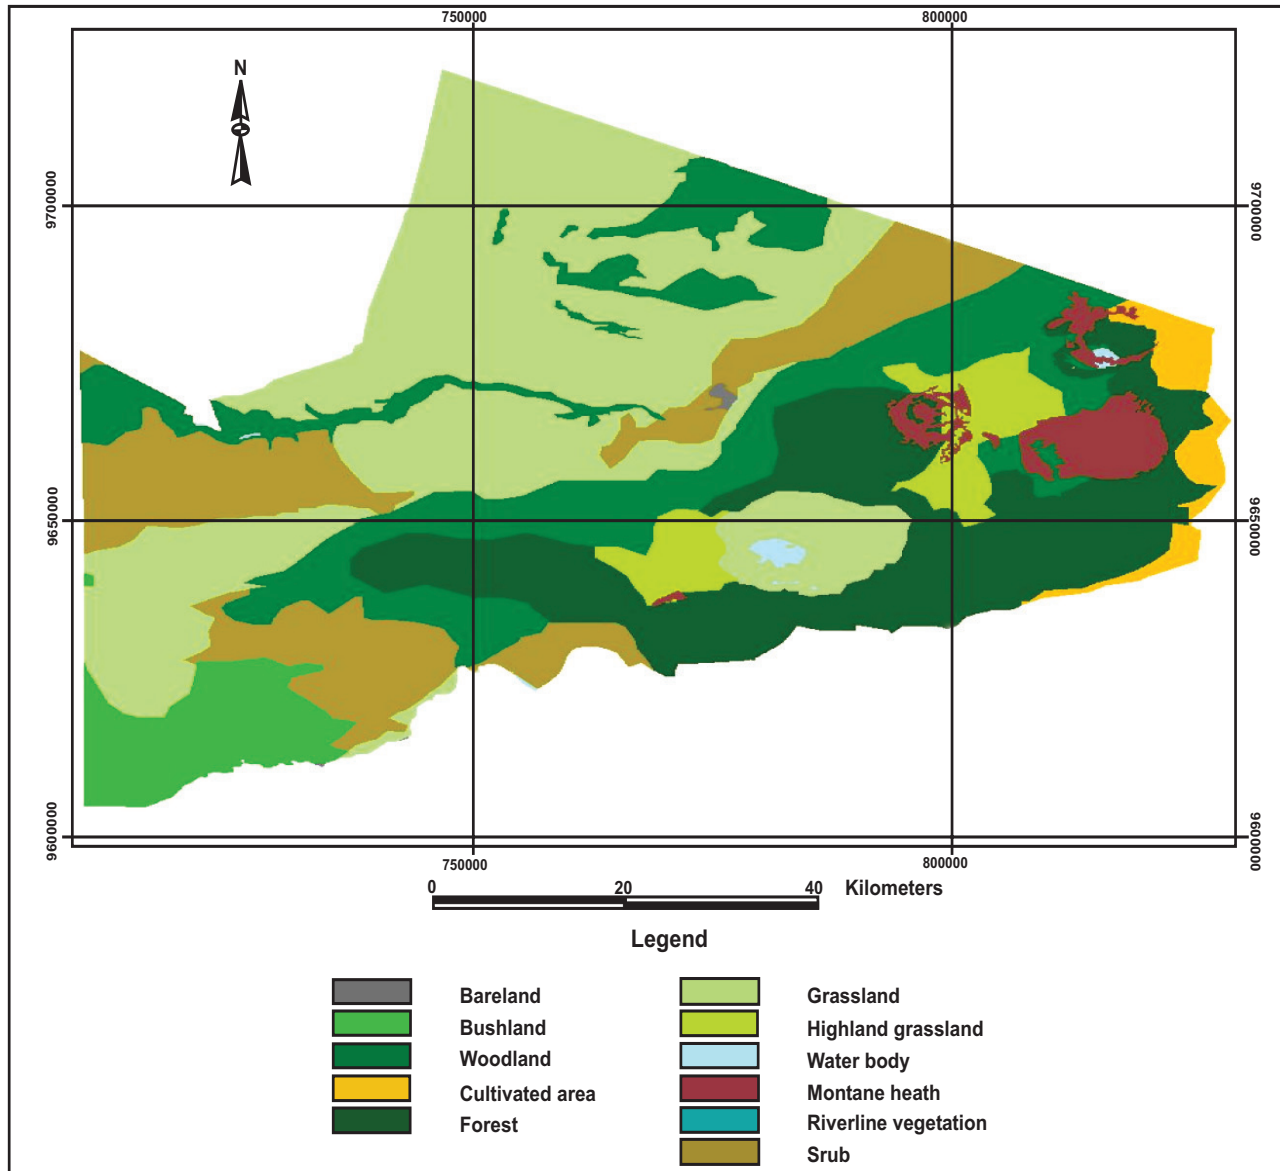 750000 800000
N
9700000 9700000
9650000 9650000
9600000 9600000
750000 800000
0 20 40 Kilometers
Legend
Bareland Grassland
Bushland Highland grassland
Woodland Water body
Cultivated area Montane heath
Forest Riverline vegetation
Srub